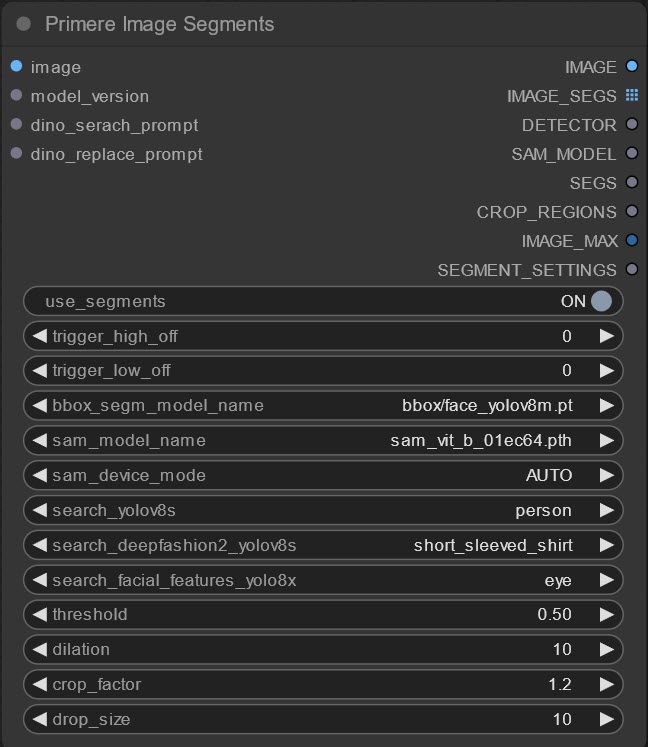 Primere Image Segments
image IMAGE
model_version IMAGE_SEGS
dino_serach_prompt DETECTOR
dino_replace_prompt SAM_MODEL
SEGS
CROP_REGIONS
IMAGE_MAX
SEGMENT_SETTINGS
use_segments ON
trigger_high_off 0
trigger_low_off 0
bbox_segm_model_name bbox/face_yolov8m.pt
sam_model_name sam_vit_b_01ec64.pth
sam_device_mode AUTO
search_yolov8s person
search_deepfashion2_yolov8s short_sleeved_shirt
search_facial_features_yolo8x eye
threshold 0.50
dilation 10
crop_factor 1.2
drop_size 10